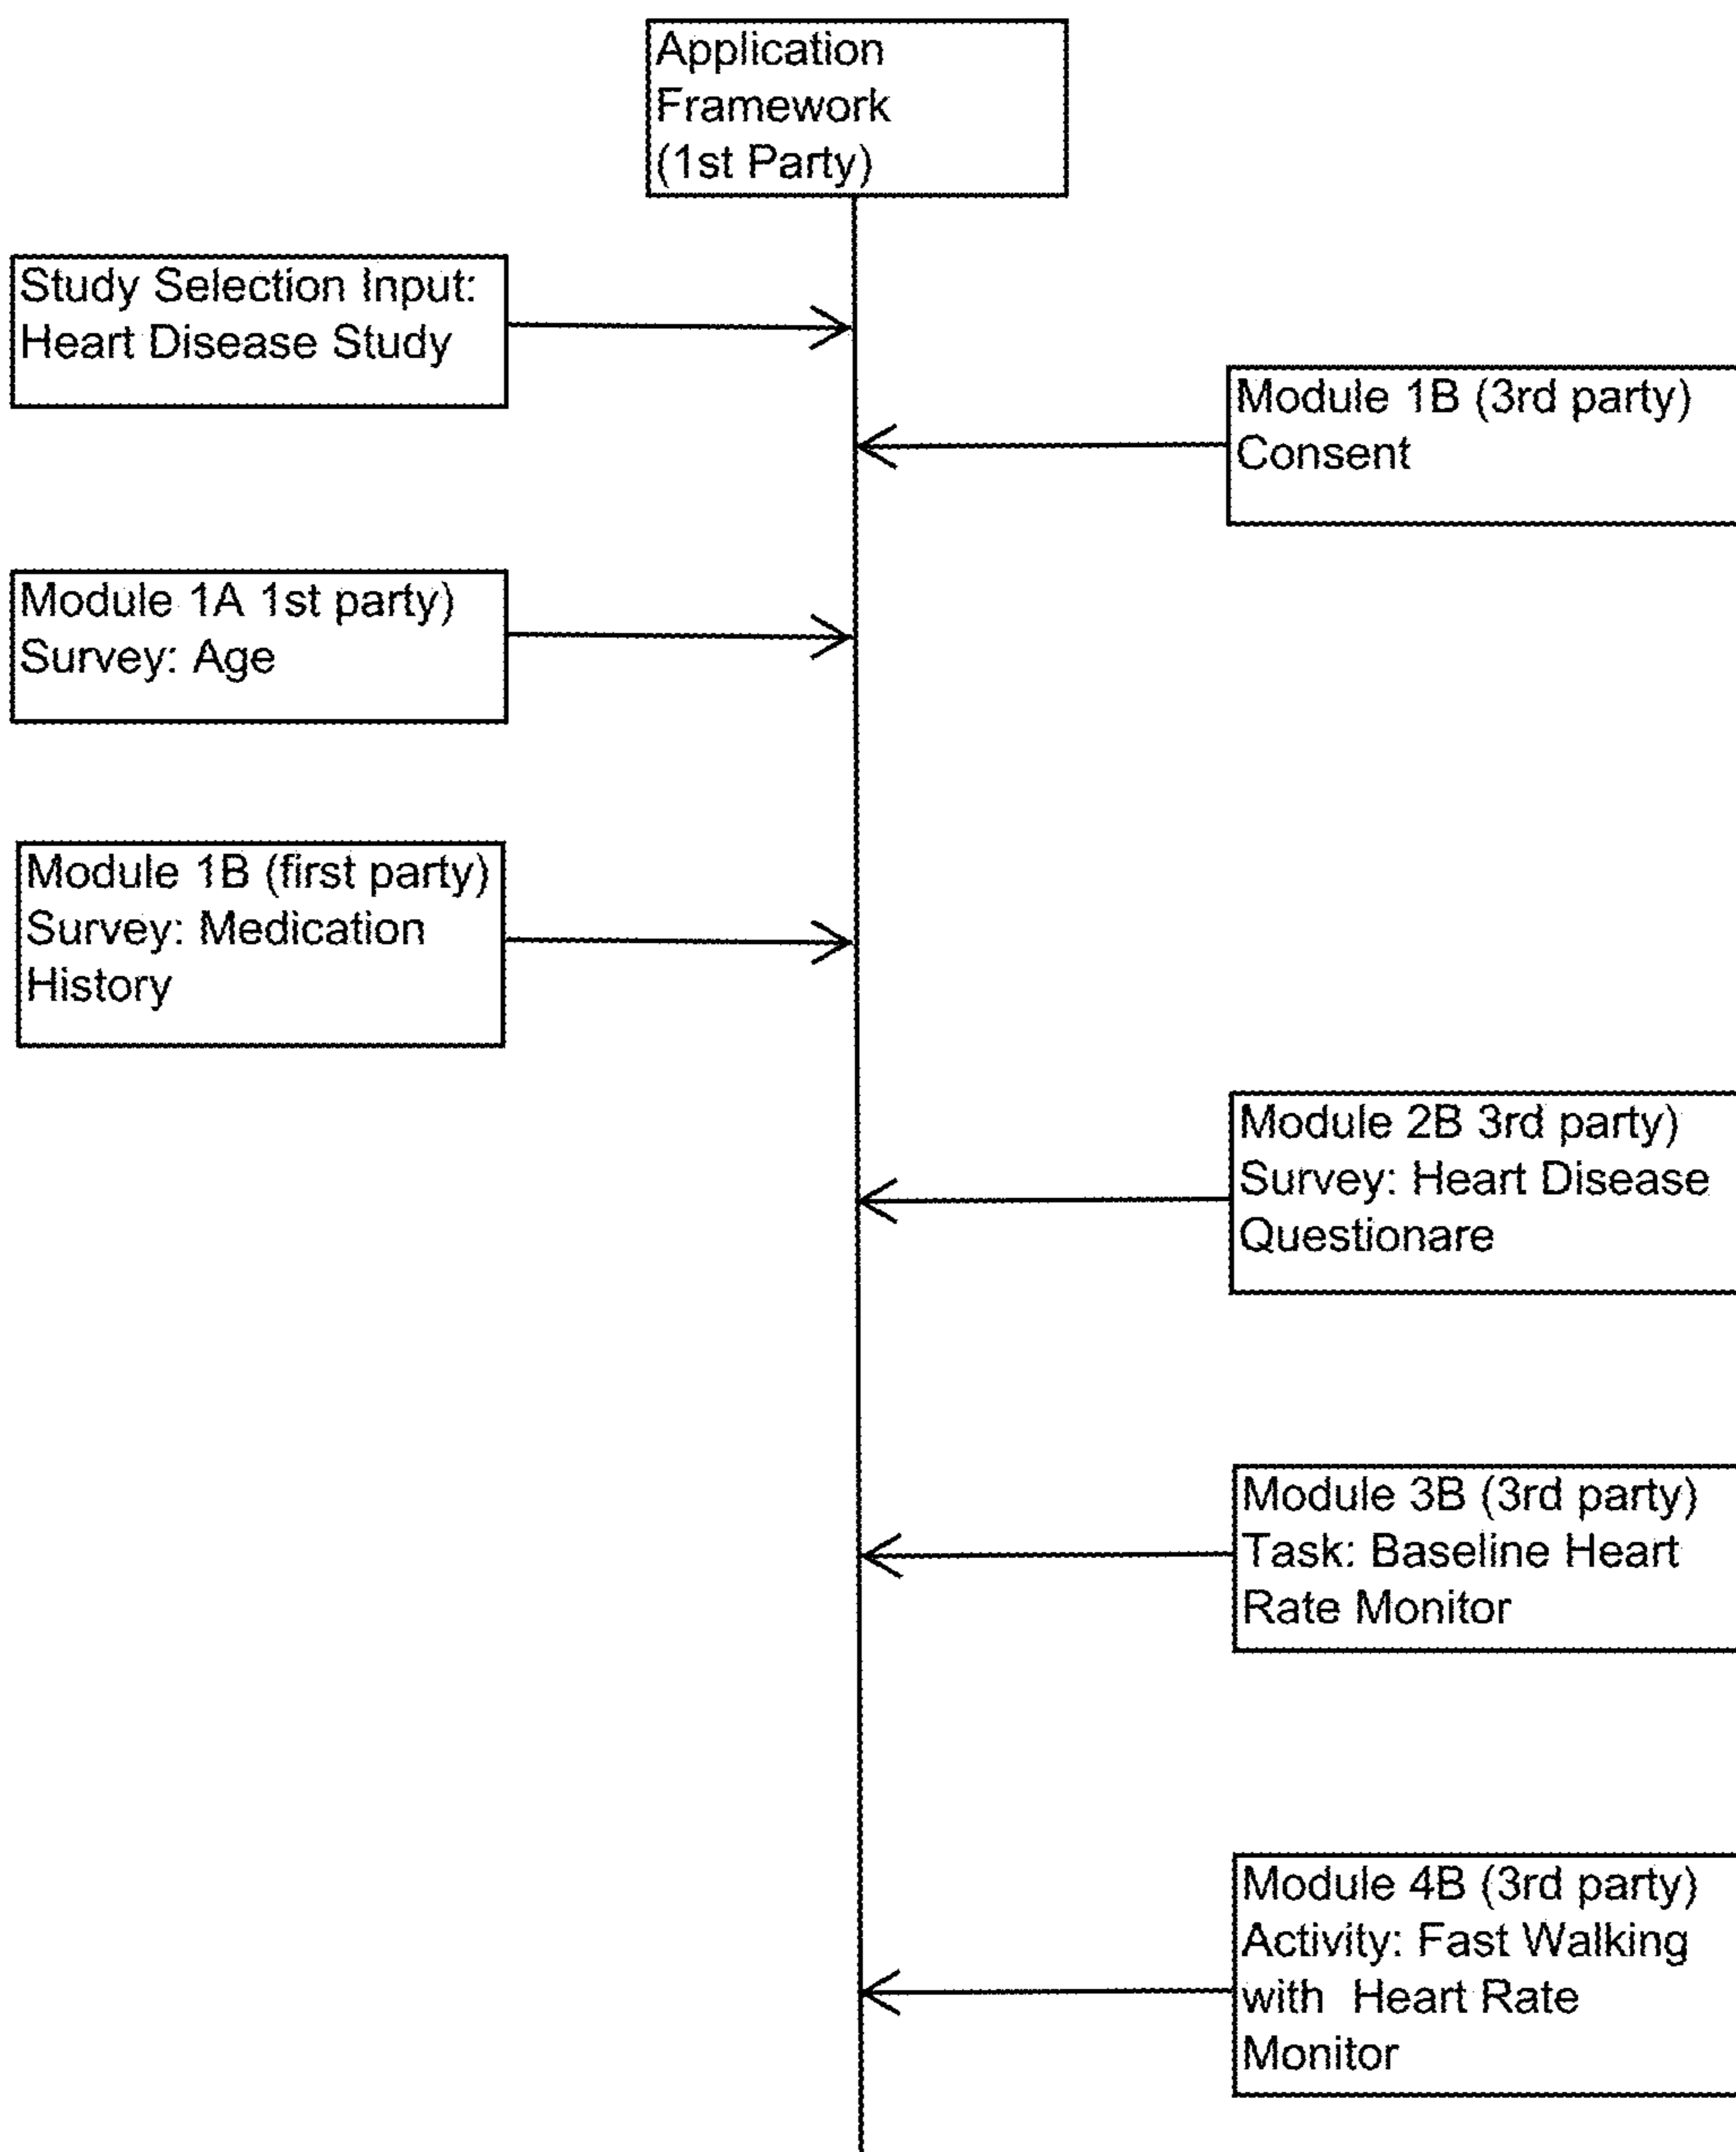 Application
Framework
(1st Party)
Study Selection Input:
Heart Disease Study
Module 1B (3rd party)
Consent
Module 1A 1st party)
Survey: Age
Module 1B (first party)
Survey: Medication
History
Module 2B 3rd party)
Survey: Heart Disease
Questionare
Module 3B (3rd party)
Task: Baseline Heart
Rate Monitor
Module 4B (3rd party)
Activity: Fast Walking
with Heart Rate
Monitor